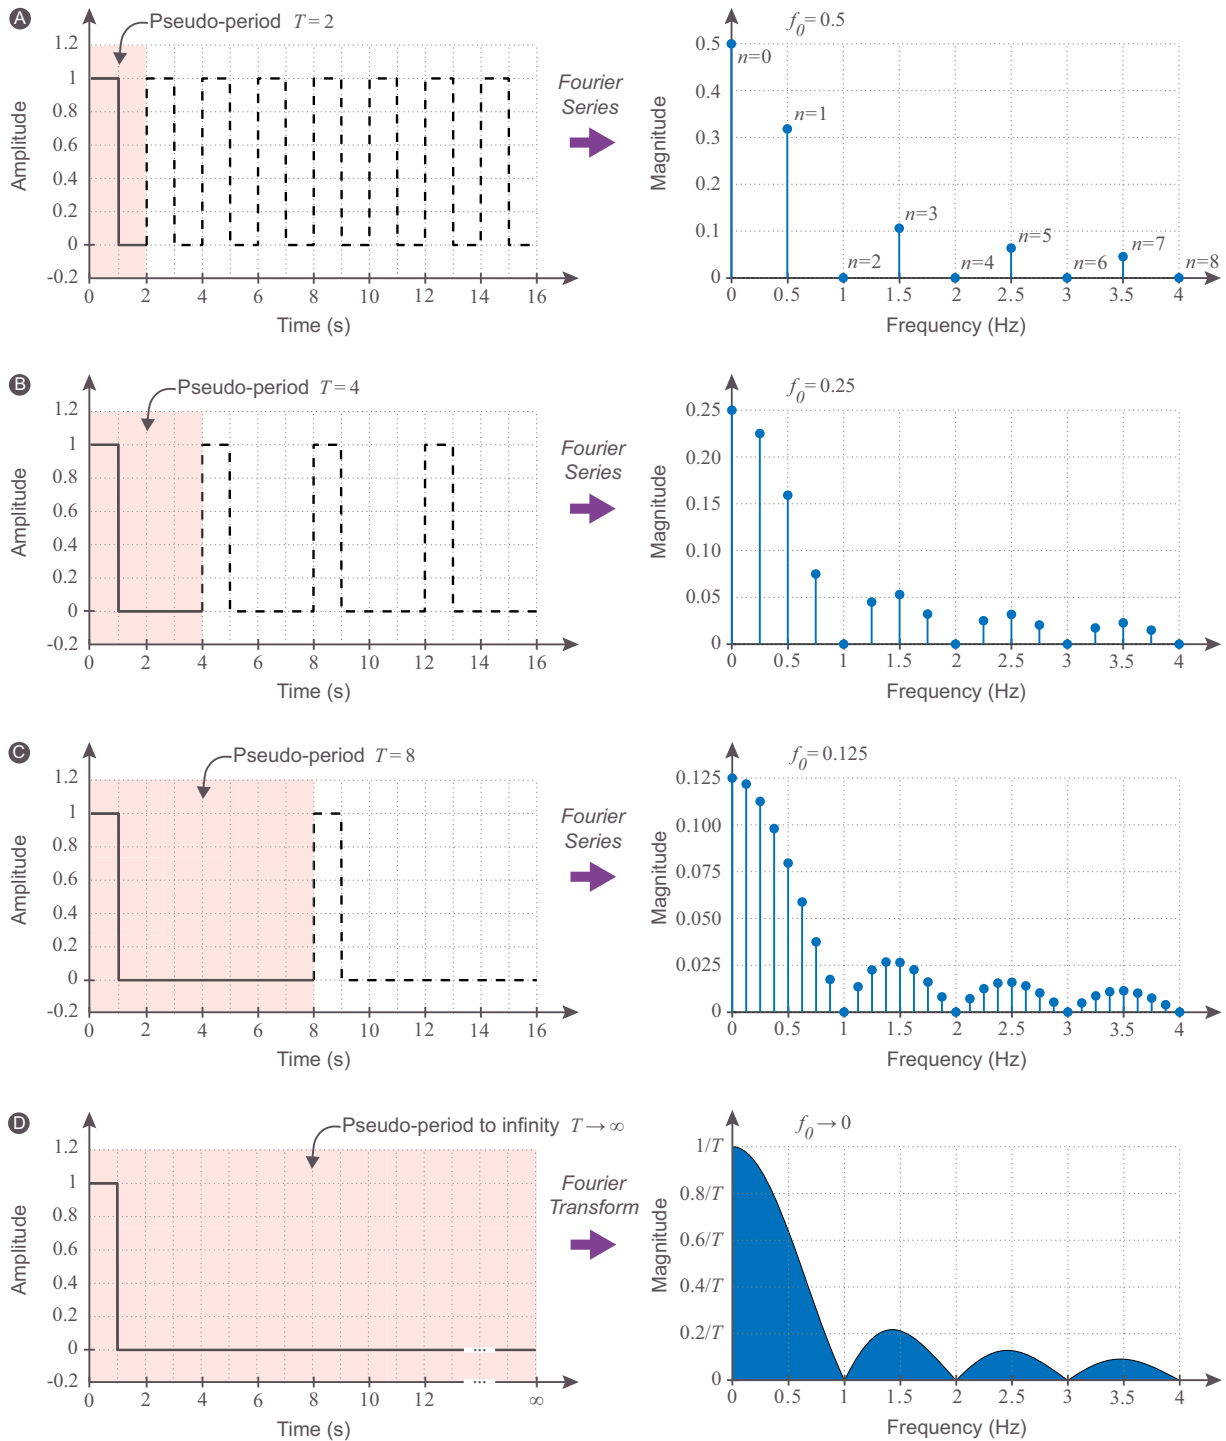 A
Pseudo-period T = 2
1.2
1
0.8
0.6
0.4
0.2
0
-0.2
Amplitude
0 2 4 6 8 10 12 14 16
Time (s)
Fourier
Series
f0 = 0.5
0.5
0.4
0.3
0.2
0.1
0
Magnitude
n=0
n=1
n=2
n=3
n=4
n=5
n=6
n=7
n=8
0 0.5 1 1.5 2 2.5 3 3.5 4
Frequency (Hz)
B
Pseudo-period T = 4
1.2
1
0.8
0.6
0.4
0.2
0
-0.2
Amplitude
0 2 4 6 8 10 12 14 16
Time (s)
Fourier
Series
f0 = 0.25
0.25
0.20
0.15
0.10
0.05
0
Magnitude
0 0.5 1 1.5 2 2.5 3 3.5 4
Frequency (Hz)
C
Pseudo-period T = 8
1.2
1
0.8
0.6
0.4
0.2
0
-0.2
Amplitude
0 2 4 6 8 10 12 14 16
Time (s)
Fourier
Series
f0 = 0.125
0.125
0.100
0.075
0.050
0.025
0
Magnitude
0 0.5 1 1.5 2 2.5 3 3.5 4
Frequency (Hz)
D
Pseudo-period to infinity T → ∞
1.2
1
0.8
0.6
0.4
0.2
0
-0.2
Amplitude
...
...
0 2 4 6 8 10 12 ∞
Time (s)
Fourier
Transform
f0 → 0
1/T
0.8/T
0.6/T
0.4/T
0.2/T
0
Magnitude
0 0.5 1 1.5 2 2.5 3 3.5 4
Frequency (Hz)